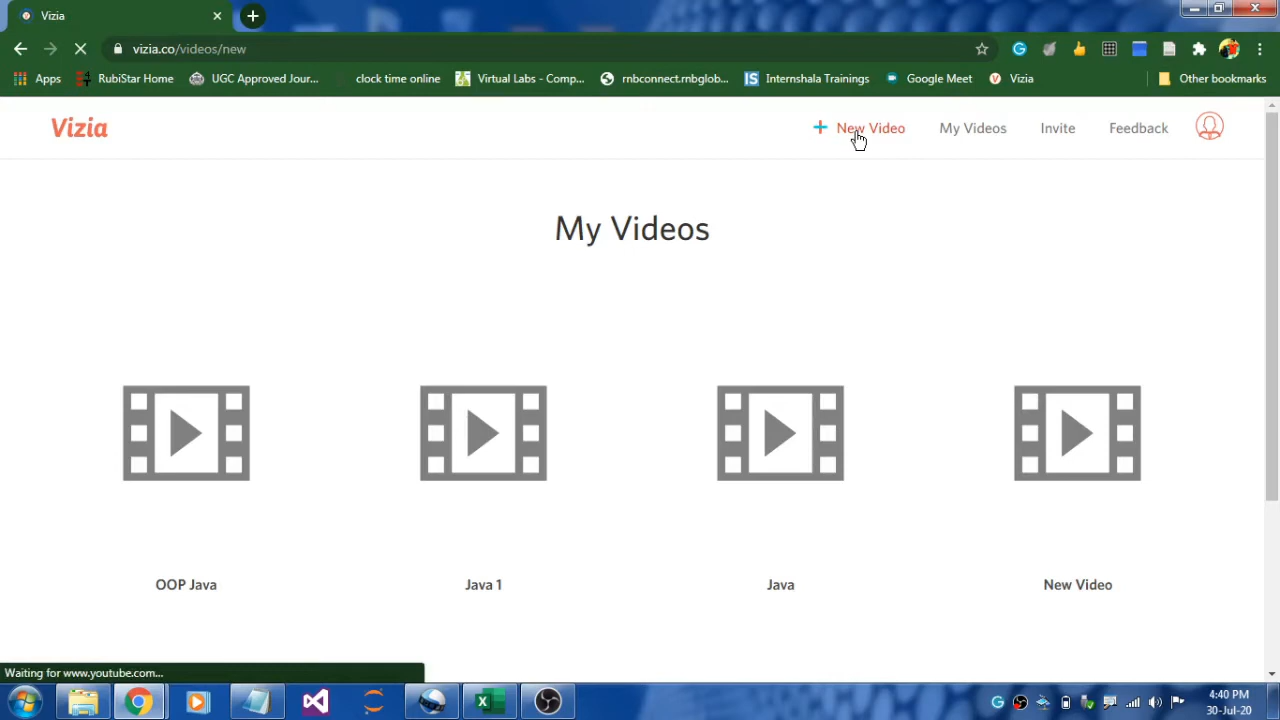 Vizia
vizia.co/videos/new
Apps
RubiStar Home
UGC Approved Jour...
clock time online
Virtual Labs - Comp...
rnbconnect.rnbglob...
Internshala Trainings
Google Meet
Vizia
Other bookmarks
Vizia
New Video
My Videos
Invite
Feedback
My Videos
OOP Java
Java 1
Java
New Video
Waiting for www.youtube.com...
4:40 PM
30-Jul-20